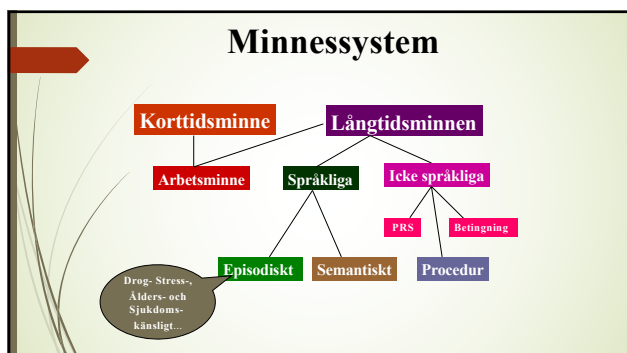 Minnessystem
Korttidsminne
Långtidsminnen
Arbetsminne
Språkliga
Icke språkliga
PRS
Betingning
Episodiskt
Semantiskt
Procedur
Drog- Stress-,
Ålders- och
Sjukdoms-
känsligt...